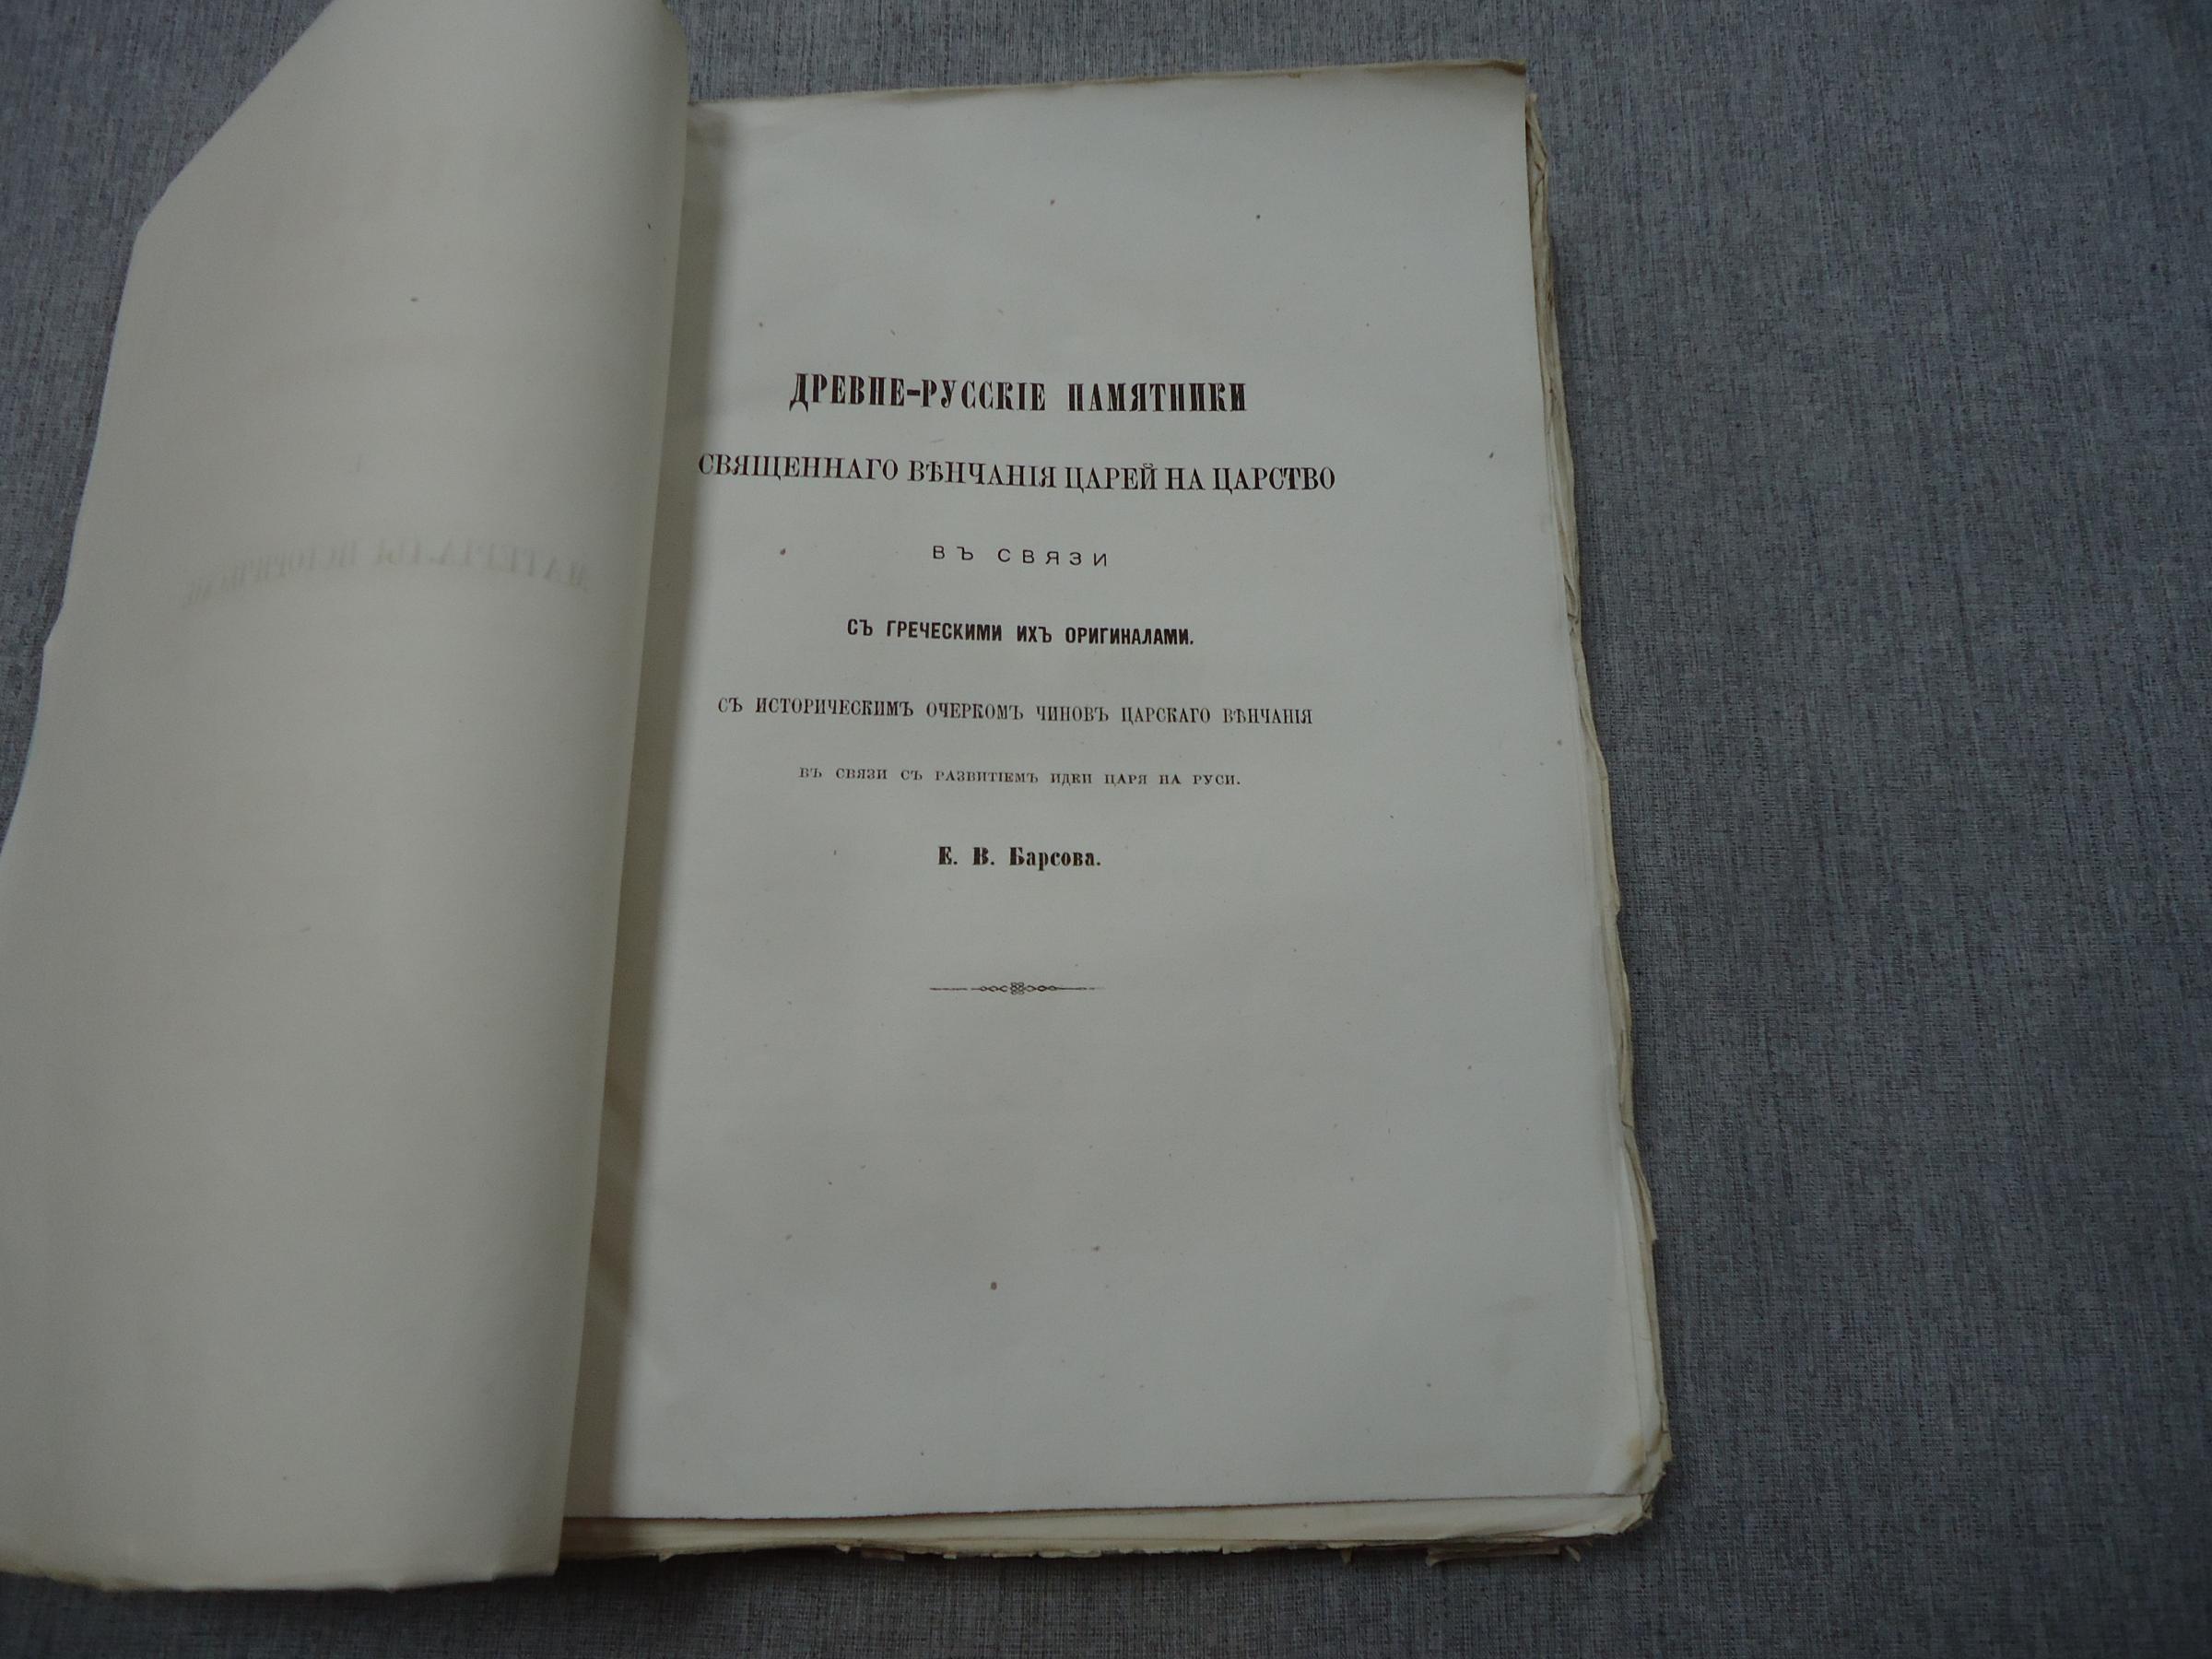 ДРЕВНЕ-РУССКІЕ ПАМЯТНИКИ
СВЯЩЕННАГО ВѢНЧАНІЯ ЦАРЕЙ НА ЦАРСТВО
ВЪ СВЯЗИ
СЪ ГРЕЧЕСКИМИ ИХЪ ОРИГИНАЛАМИ.
СЪ ИСТОРИЧЕСКИМЪ ОЧЕРКОМЪ ЧИНОВЪ ЦАРСКАГО ВѢНЧАНІЯ
ВЪ СВЯЗИ СЪ РАЗВИТІЕМЪ ИДЕИ ЦАРЯ НА РУСИ.
Е. В. Барсова.